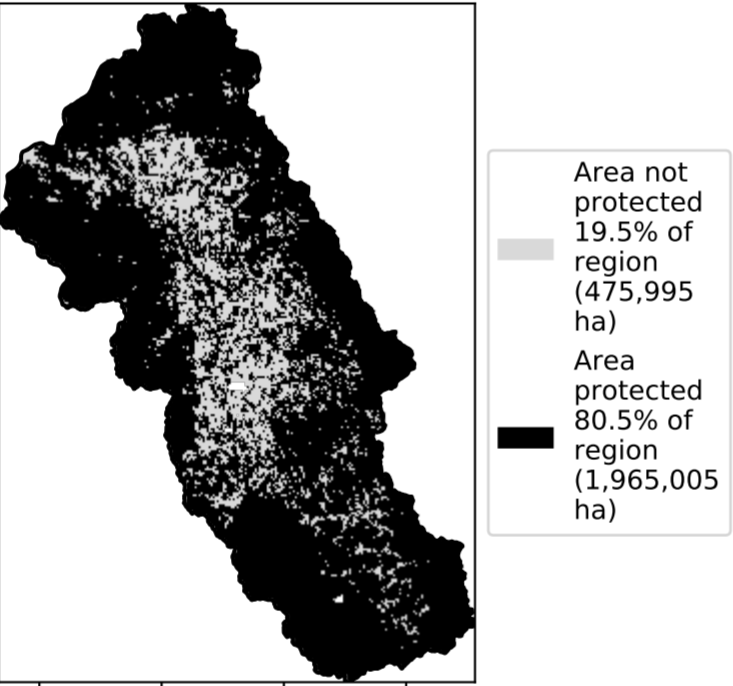 Area not
protected
19.5% of
region
(475,995
ha)
Area
protected
80.5% of
region
(1,965,005
ha)